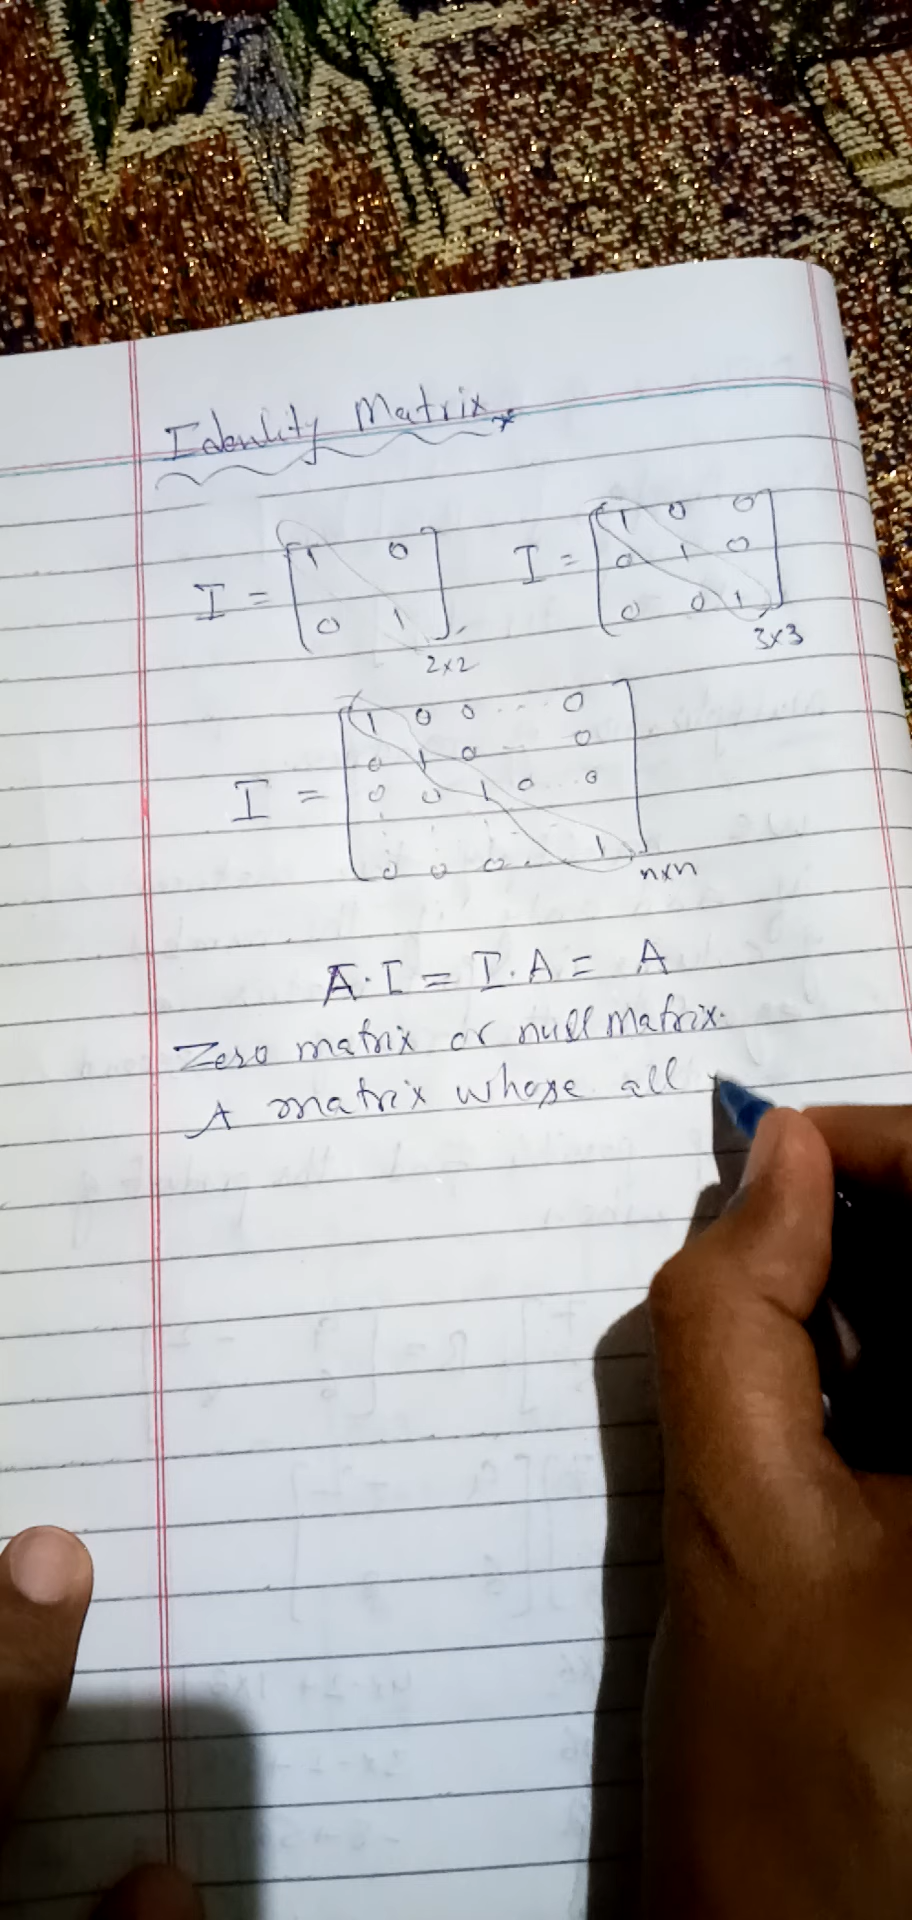 Identity Matrix
I = [1 0
0 1] 2×2
I = [1 0 0
0 1 0
0 0 1] 3×3
I = [1 0 0 ... 0
0 1 0 ... 0
0 0 1 0 .. 0
. . . .
0 0 0 .. 1] n×n
A·I = I·A = A
Zero matrix or null matrix.
A matrix whose all